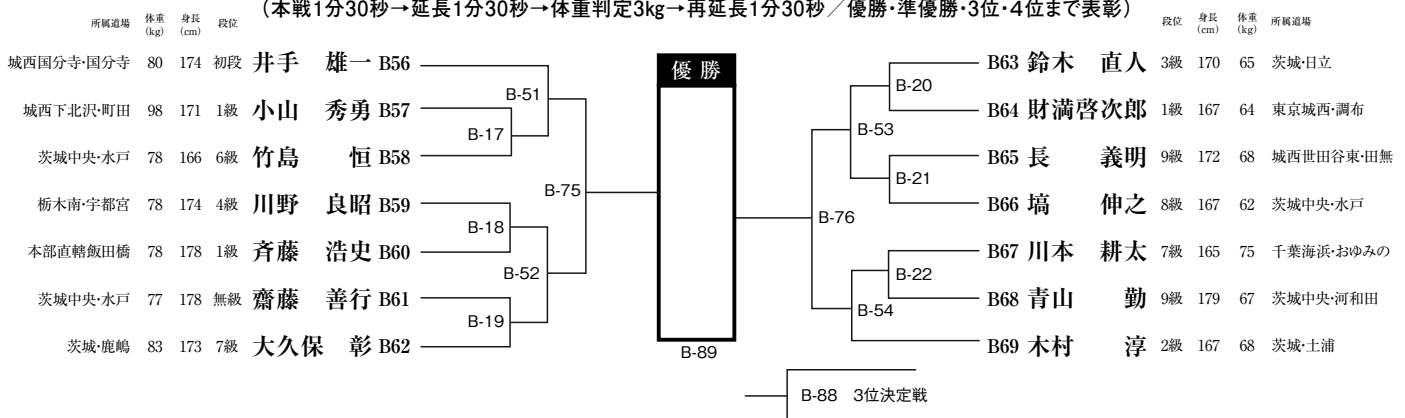 (本戦1分30秒→延長1分30秒→体重判定3kg→再延長1分30秒／優勝・準優勝・3位・4位まで表彰)
所属道場 体重(kg) 身長(cm) 段位
城西国分寺・国分寺 80 174 初段 井手 雄一 B56
城西下北沢・町田 98 171 1級 小山 秀勇 B57
茨城中央・水戸 78 166 6級 竹島 恒 B58
栃木南・宇都宮 78 174 4級 川野 良昭 B59
本部直轄飯田橋 78 178 1級 斉藤 浩史 B60
茨城中央・水戸 77 178 無級 齋藤 善行 B61
茨城・鹿嶋 83 173 7級 大久保 彰 B62
B-51
B-17
B-75
B-18
B-52
B-19
優勝
B-89
段位 身長(cm) 体重(kg) 所属道場
B63 鈴木 直人 3級 170 65 茨城・日立
B64 財満啓次郎 1級 167 64 東京城西・調布
B65 長 義明 9級 172 68 城西世田谷東・田無
B66 塙 伸之 8級 167 62 茨城中央・水戸
B67 川本 耕太 7級 165 75 千葉海浜・おゆみの
B68 青山 勤 9級 179 67 茨城中央・河和田
B69 木村 淳 2級 167 68 茨城・土浦
B-20
B-53
B-21
B-76
B-22
B-54
B-88 3位決定戦